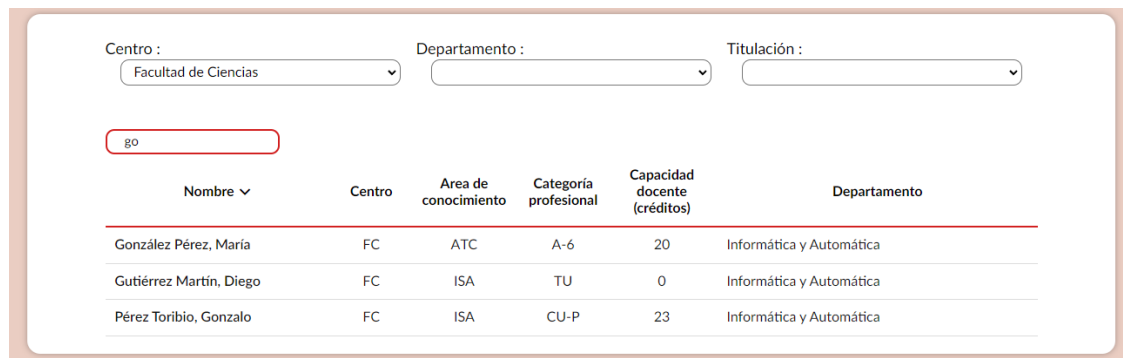 Centro : Departamento : Titulación :
Facultad de Ciencias
go
Nombre Centro Area de conocimiento Categoría profesional Capacidad docente (créditos) Departamento
González Pérez, María FC ATC A-6 20 Informática y Automática
Gutiérrez Martín, Diego FC ISA TU 0 Informática y Automática
Pérez Toribio, Gonzalo FC ISA CU-P 23 Informática y Automática